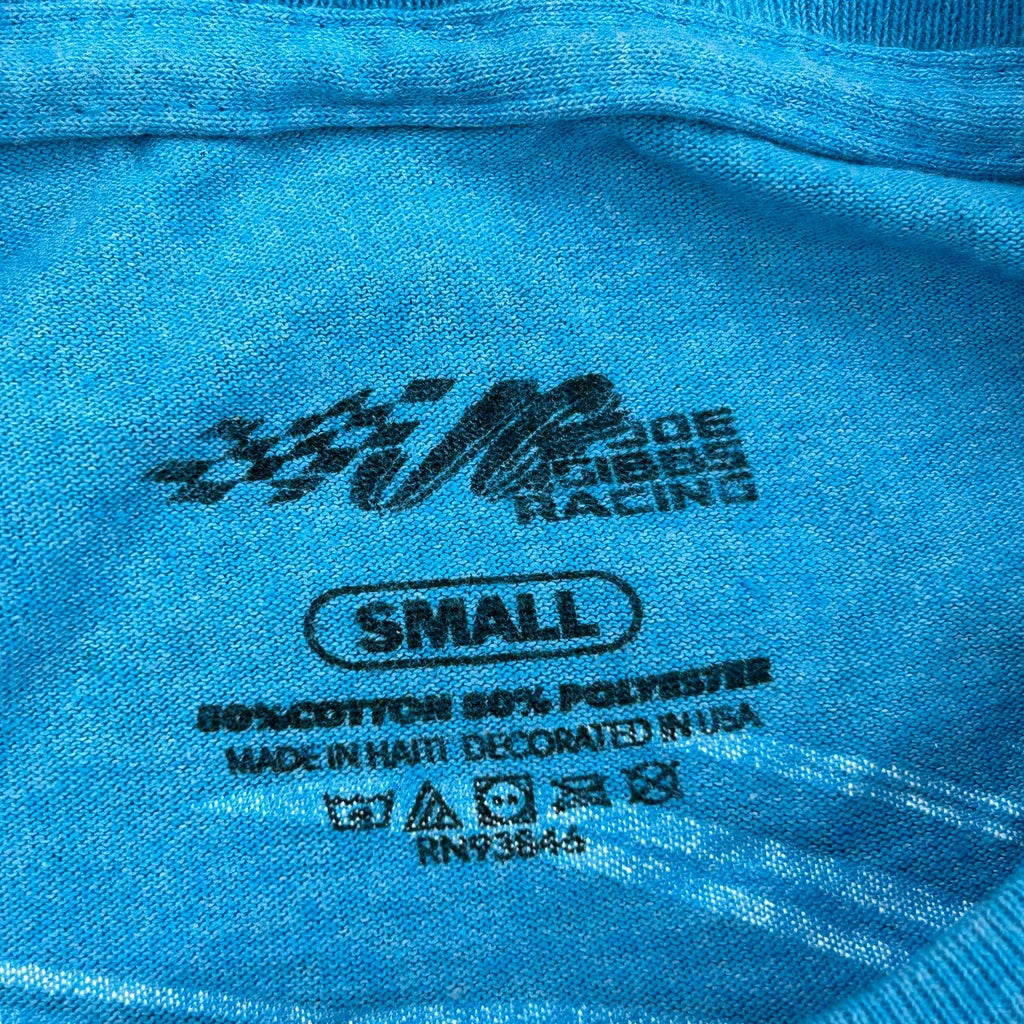 JOE
GIBBS
RACING
SMALL
50%COTTON 50% POLYESTER
MADE IN HAITI DECORATED IN USA
RN93846